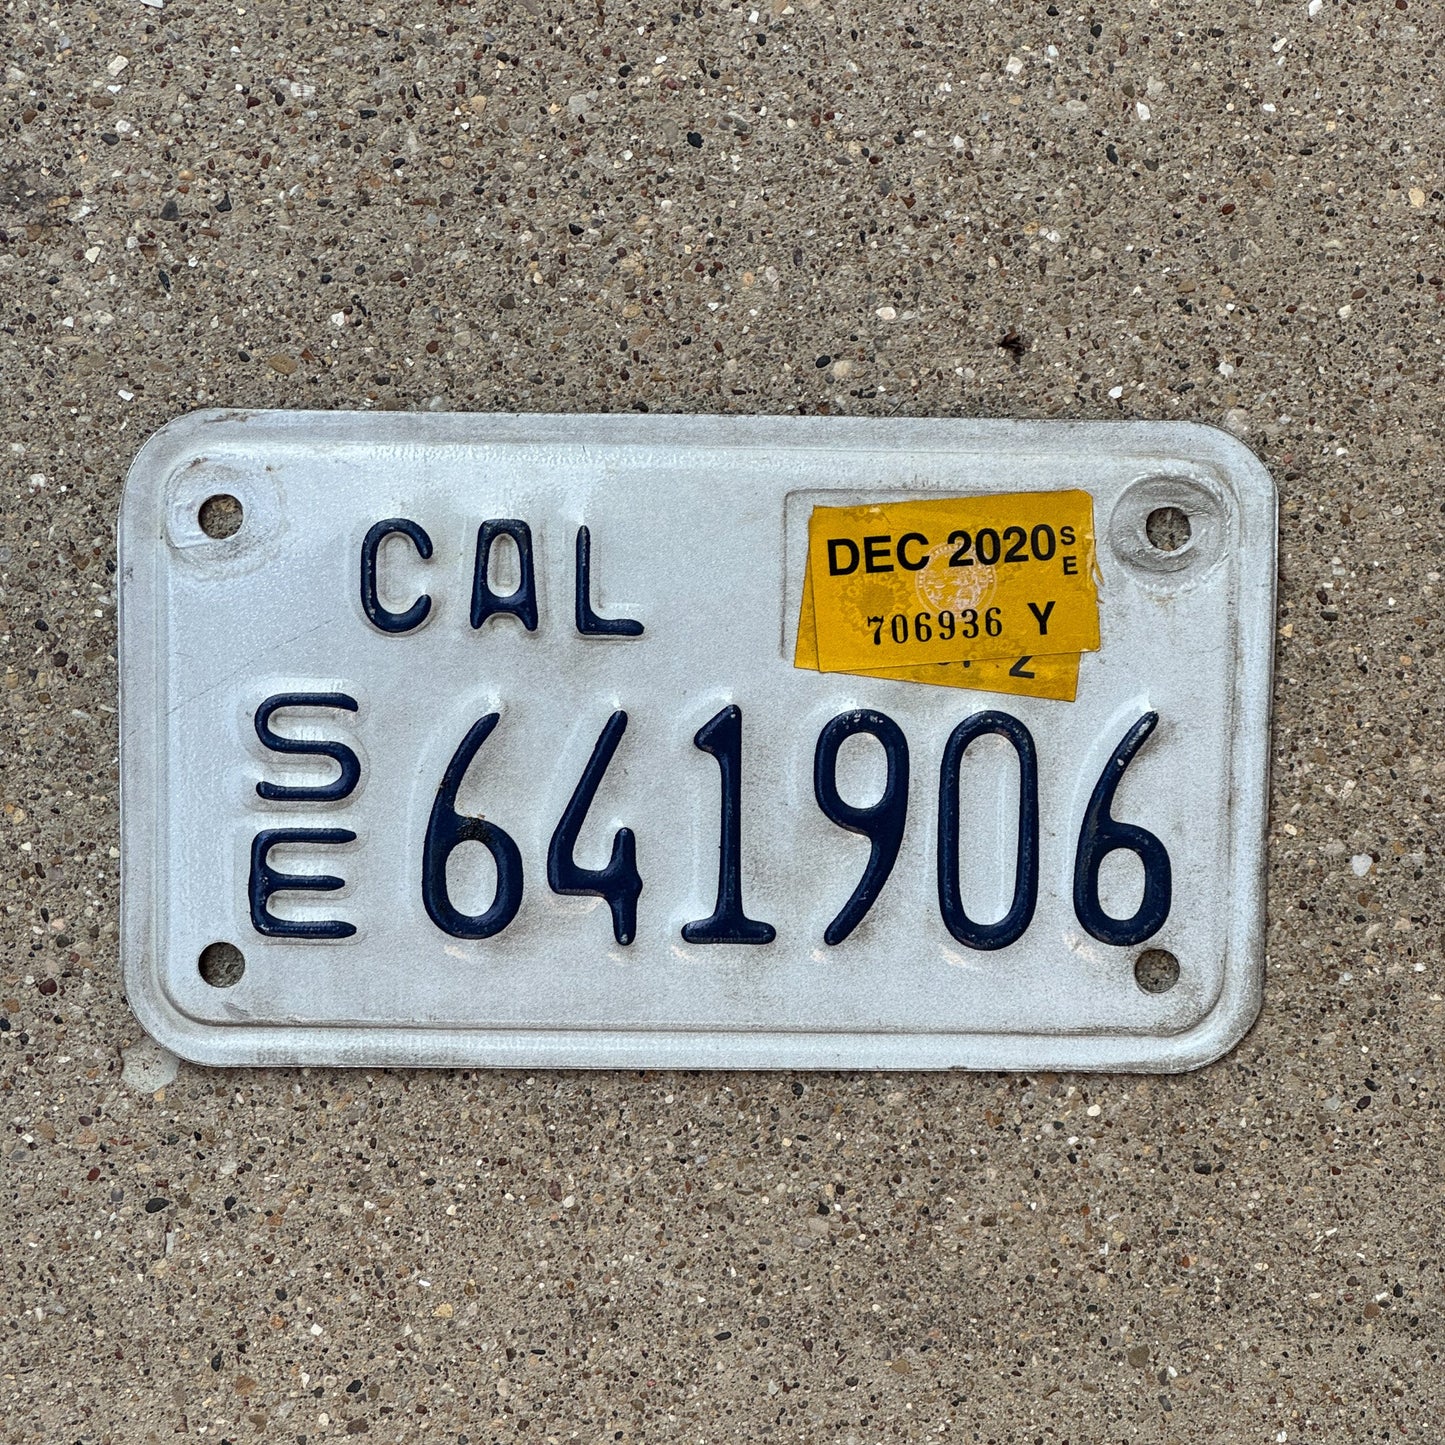 CAL
DEC 2020 SE
706936 Y
Z
SE 641906